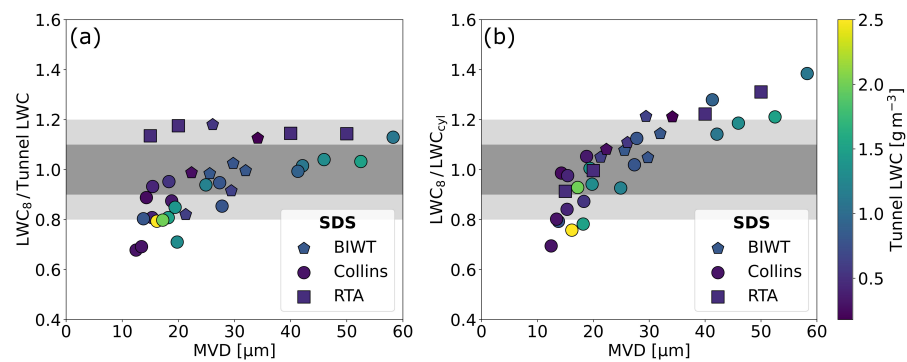 (a)
LWC8 / Tunnel LWC
1.6
1.4
1.2
1.0
0.8
0.6
0.4
0
10
20
30
40
50
60
MVD [μm]
SDS
BIWT
Collins
RTA
(b)
LWC8 / LWCcyl
1.6
1.4
1.2
1.0
0.8
0.6
0.4
0
10
20
30
40
50
60
MVD [μm]
SDS
BIWT
Collins
RTA
2.5
2.0
1.5
1.0
0.5
Tunnel LWC [g m⁻³]